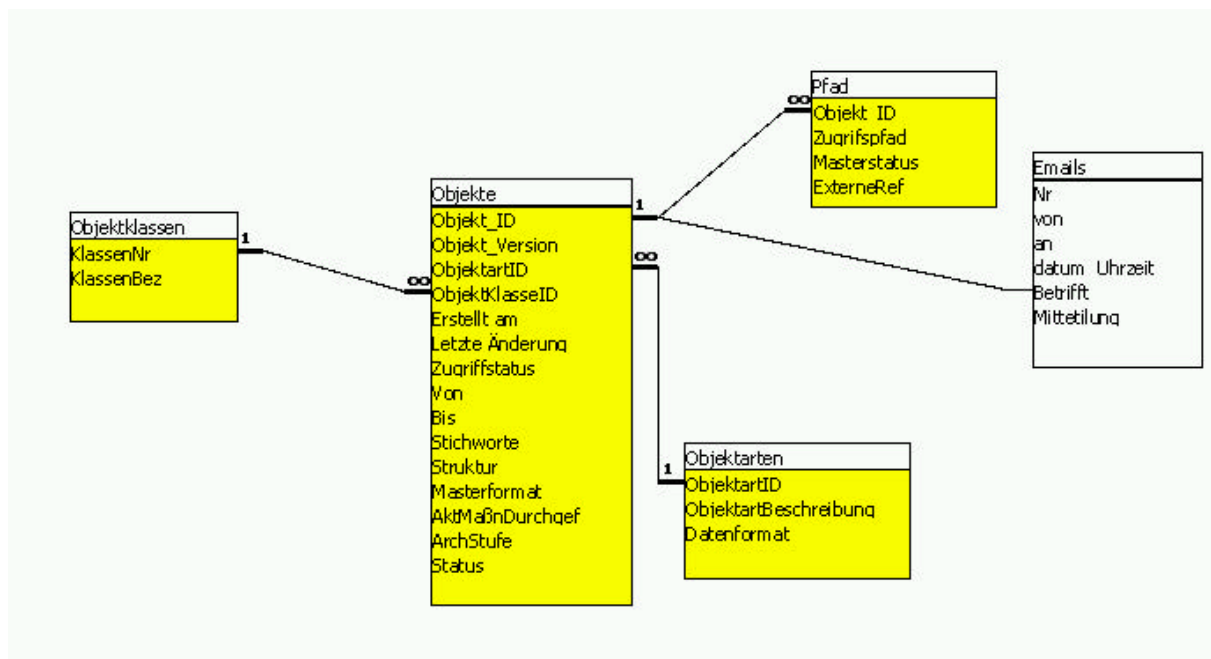 Objektklassen
KlassenNr
KlassenBez
1
∞
Objekte
Objekt_ID
Objekt_Version
ObjektartID
ObjektKlasseID
Erstellt am
Letzte Änderung
Zugriffstatus
Von
Bis
Stichworte
Struktur
Masterformat
AktMaßnDurchgef
ArchStufe
Status
1
∞
∞
Pfad
Objekt_ID
Zugrifspfad
Masterstatus
ExterneRef
Emails
Nr
von
an
datum_Uhrzeit
Betrifft
Mittetilung
1
Objektarten
ObjektartID
ObjektartBeschreibung
Datenformat